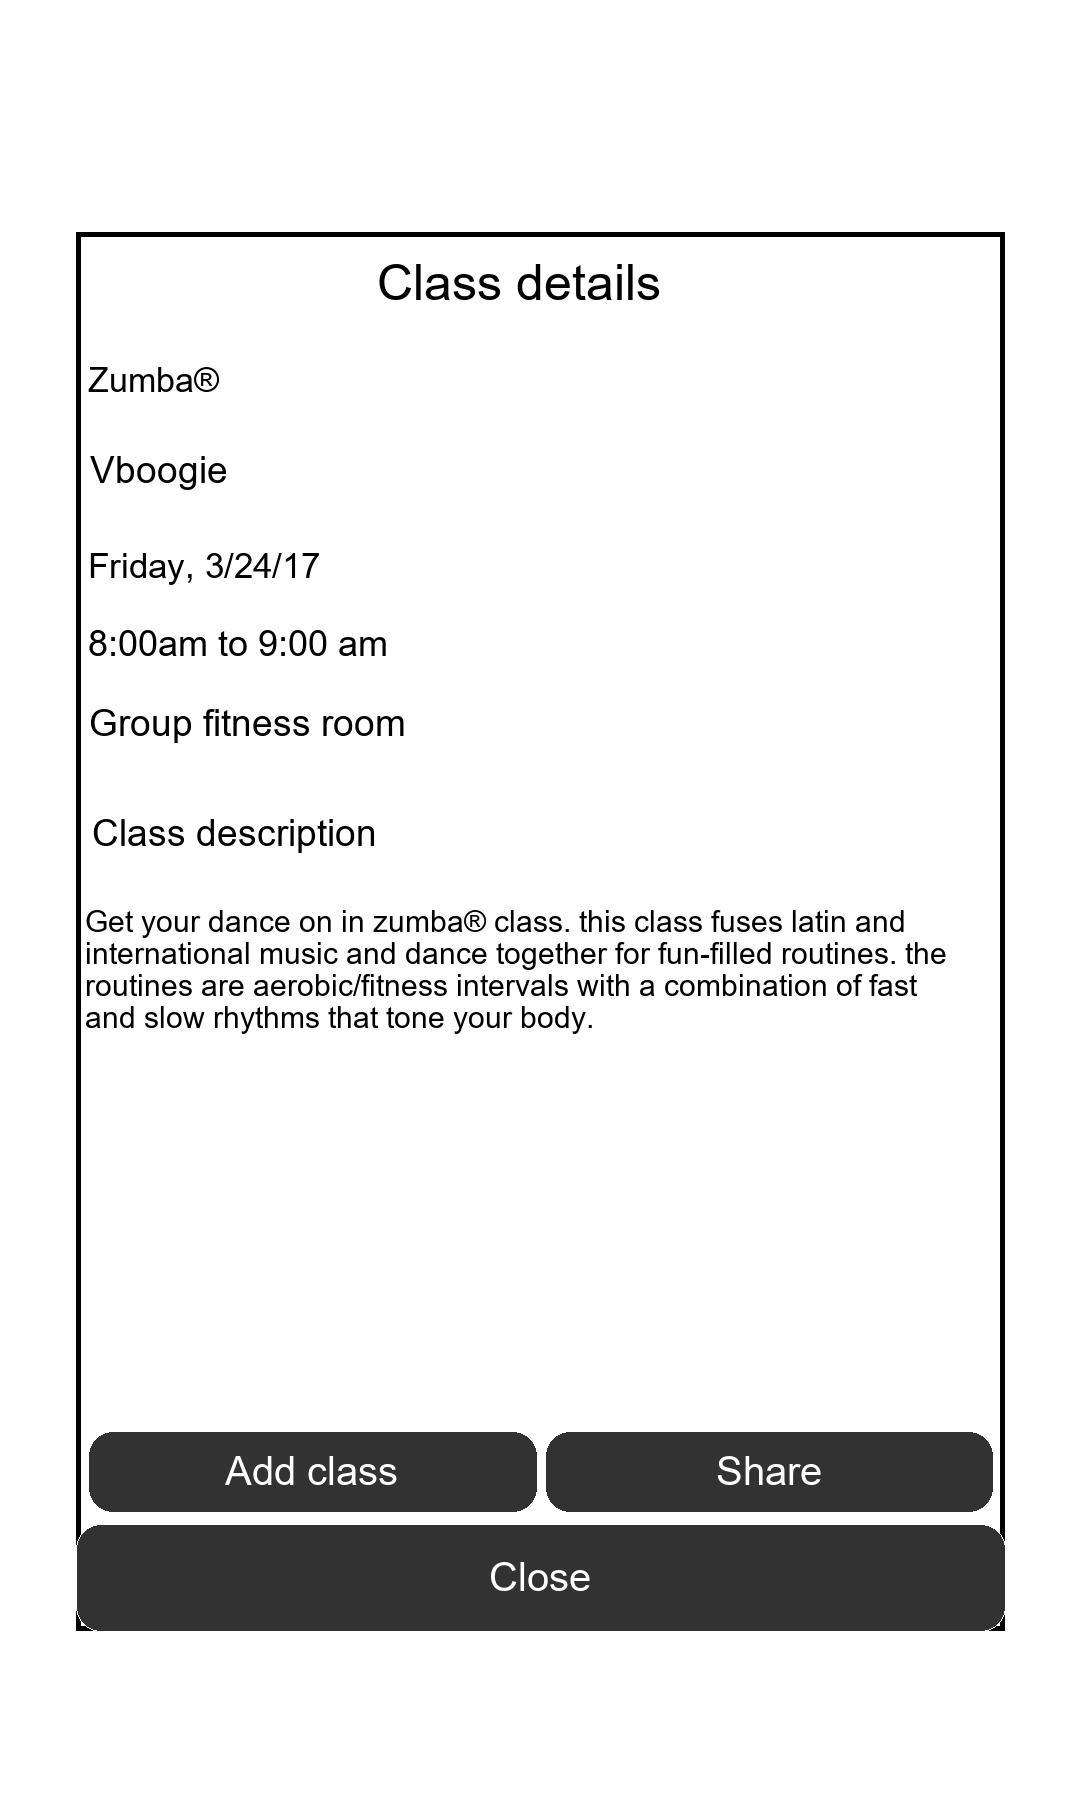 Class details
Zumba®
Vboogie
Friday, 3/24/17
8:00am to 9:00 am
Group fitness room
Class description
Get your dance on in zumba® class. this class fuses latin and
international music and dance together for fun-filled routines. the
routines are aerobic/fitness intervals with a combination of fast
and slow rhythms that tone your body.
Add class
Share
Close